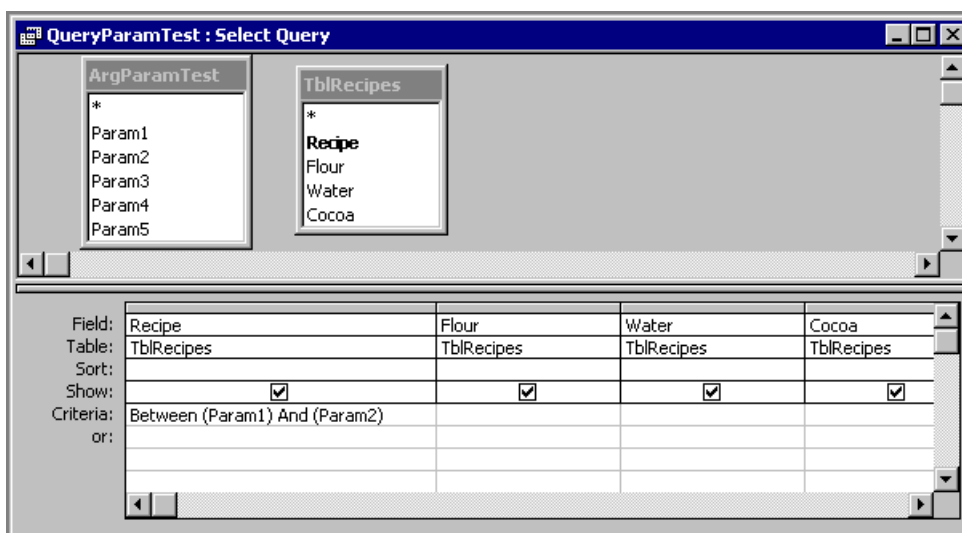 QueryParamTest : Select Query
ArgParamTest
*
Param1
Param2
Param3
Param4
Param5
TblRecipes
*
Recipe
Flour
Water
Cocoa
Field: Recipe Flour Water Cocoa
Table: TblRecipes TblRecipes TblRecipes TblRecipes
Sort:
Show:
Criteria: Between (Param1) And (Param2)
or: